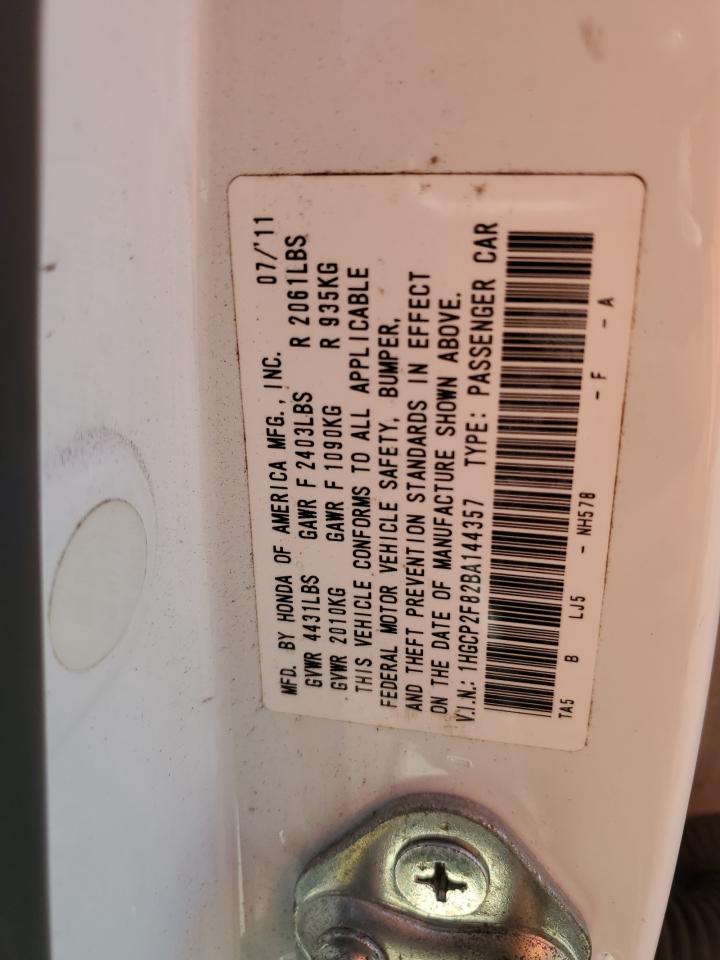 07/'11
MFD. BY HONDA OF AMERICA MFG., INC.
GVWR 4431LBS GAWR F 2403LBS R 2061LBS
GVWR 2010KG GAWR F 1090KG R 935KG
THIS VEHICLE CONFORMS TO ALL APPLICABLE
FEDERAL MOTOR VEHICLE SAFETY, BUMPER,
AND THEFT PREVENTION STANDARDS IN EFFECT
ON THE DATE OF MANUFACTURE SHOWN ABOVE.
V.I.N.: 1HGCP2F82BA144357 TYPE: PASSENGER CAR
TA5 B LJ5 - NH578 - F - A